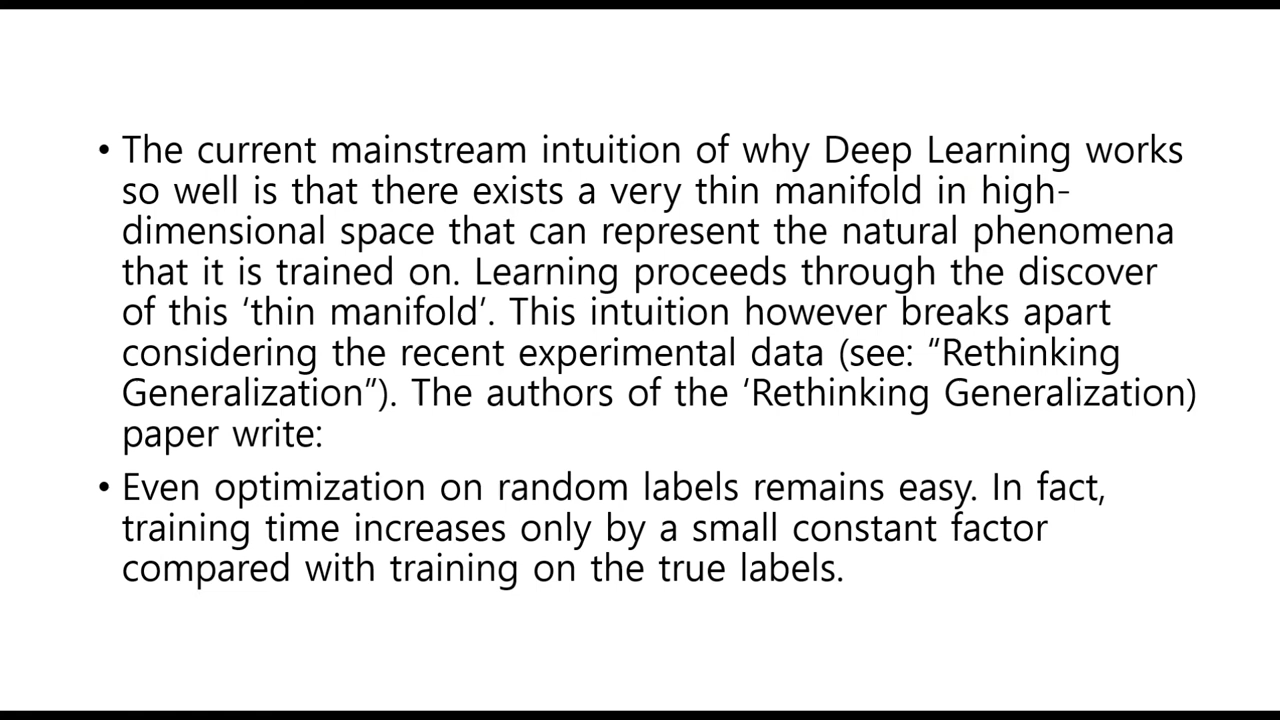 • The current mainstream intuition of why Deep Learning works
so well is that there exists a very thin manifold in high-
dimensional space that can represent the natural phenomena
that it is trained on. Learning proceeds through the discover
of this ‘thin manifold’. This intuition however breaks apart
considering the recent experimental data (see: “Rethinking
Generalization”). The authors of the ‘Rethinking Generalization)
paper write:
• Even optimization on random labels remains easy. In fact,
training time increases only by a small constant factor
compared with training on the true labels.